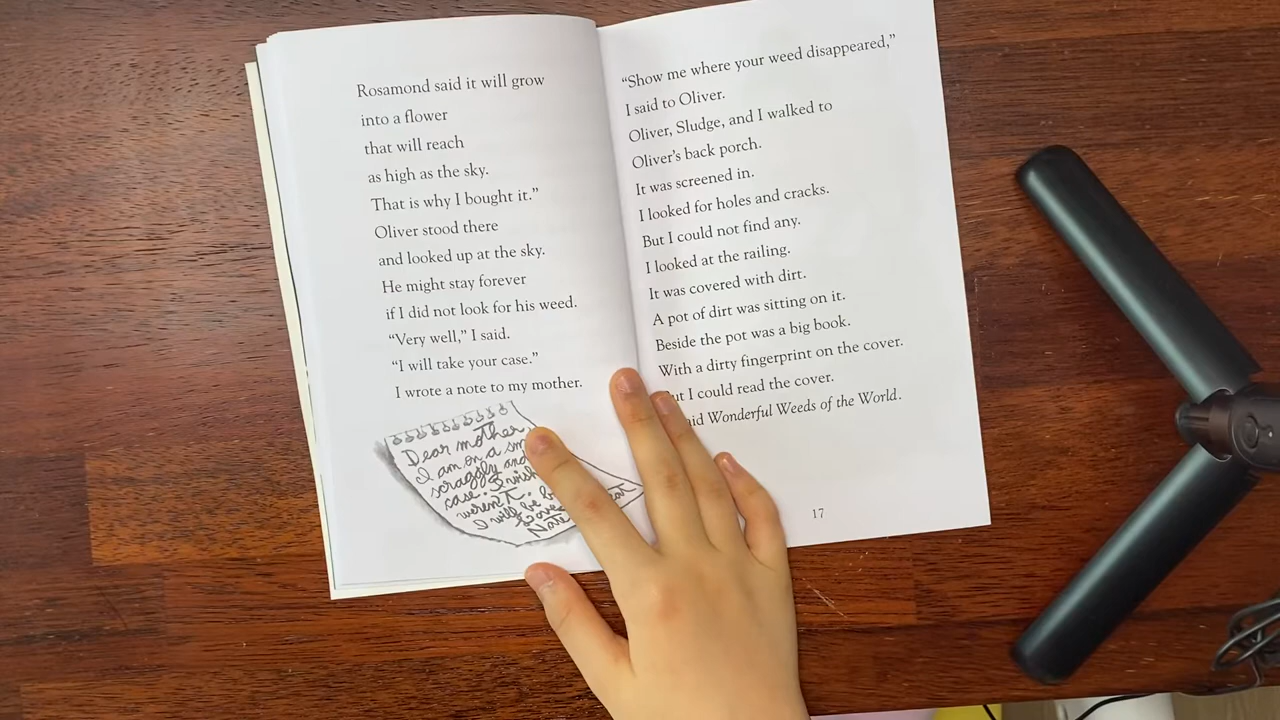 Rosamond said it will grow
into a flower
that will reach
as high as the sky.
That is why I bought it.”
Oliver stood there
and looked up at the sky.
He might stay forever
if I did not look for his weed.
“Very well,” I said.
“I will take your case.”
I wrote a note to my mother.
Dear mother,
I am on a
scraggly and
case. I wish
weren't.
I will be
Love
Nate
“Show me where your weed disappeared,”
I said to Oliver.
Oliver, Sludge, and I walked to
Oliver’s back porch.
It was screened in.
I looked for holes and cracks.
But I could not find any.
I looked at the railing.
It was covered with dirt.
A pot of dirt was sitting on it.
Beside the pot was a big book.
With a dirty fingerprint on the cover.
I could read the cover.
Wonderful Weeds of the World.
17